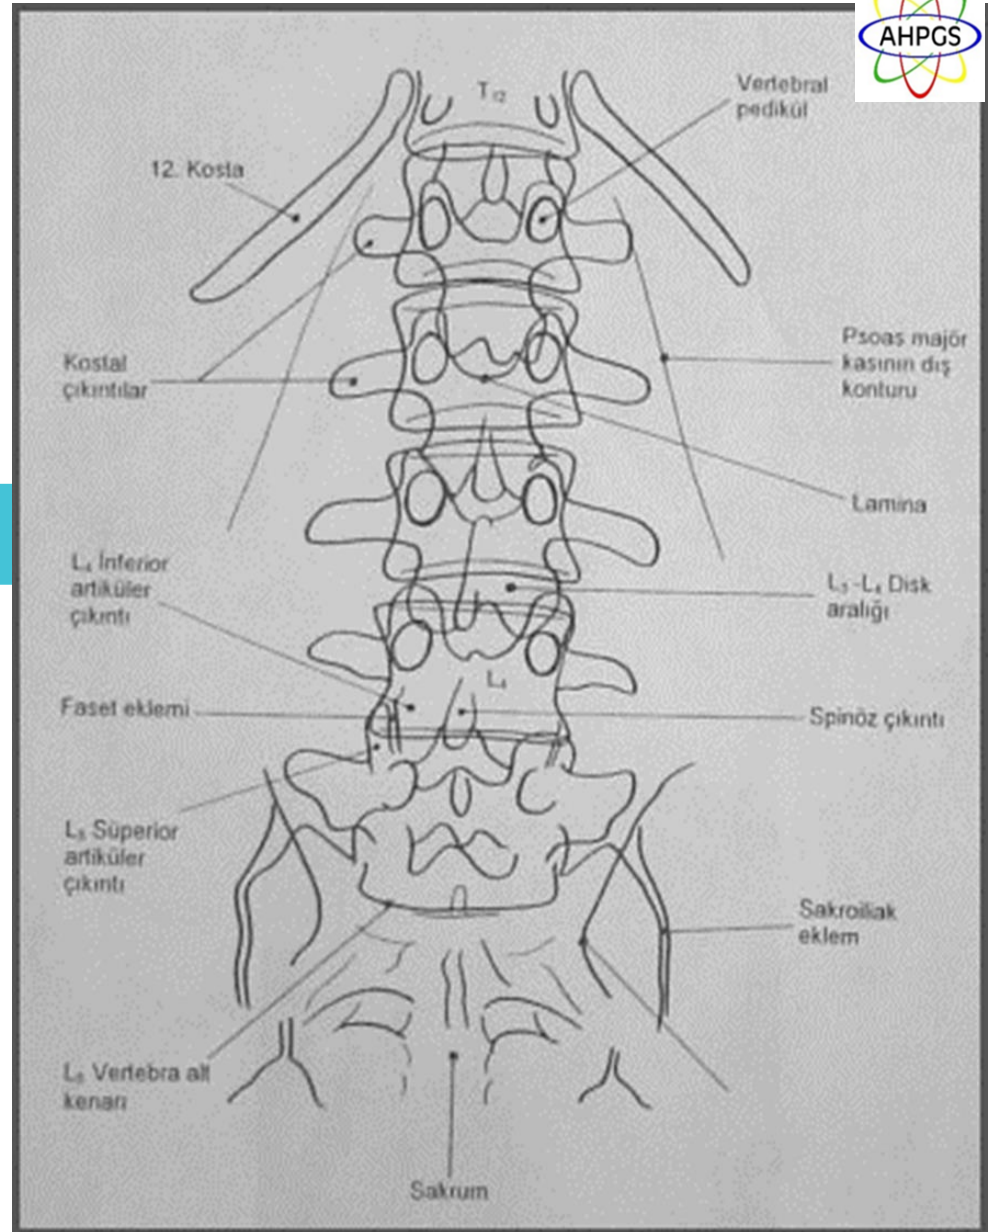 AHPGS
T₁₂
Vertebral
pedikül
12. Kosta
Kostal
çıkıntılar
Psoas majör
kasının dış
konturu
Lamina
L₄ İnferior
artiküler
çıkıntı
L₃-L₄ Disk
aralığı
L₄
Faset eklemi
Spinöz çıkıntı
L₅ Süperior
artiküler
çıkıntı
Sakroiliak
eklem
L₅ Vertebra alt
kenarı
Sakrum